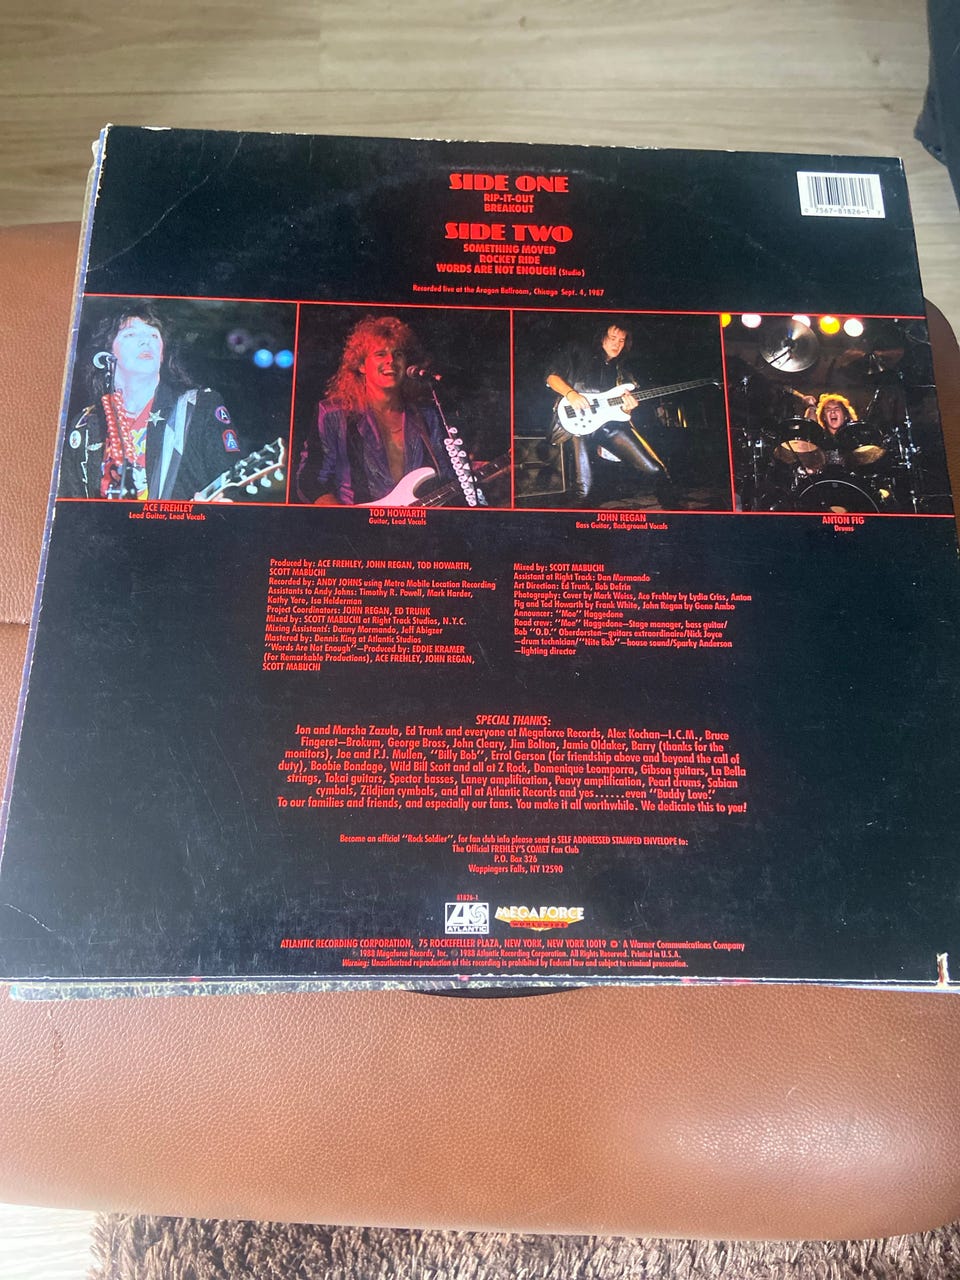 SIDE ONE
RIP-IT-OUT
BREAKOUT
SIDE TWO
SOMETHING MOVED
ROCKET RIDE
WORDS ARE NOT ENOUGH (Studio)
Recorded live at the Aragon Ballroom, Chicago Sept. 4, 1987
0 7567-81826-1 7
ACE FREHLEY
Lead Guitar, Lead Vocals
TOD HOWARTH
Guitar, Lead Vocals
JOHN REGAN
Bass Guitar, Background Vocals
ANTON FIG
Drums
Produced by: ACE FREHLEY, JOHN REGAN, TOD HOWARTH,
SCOTT MABUCHI
Recorded by: ANDY JOHNS using Metro Mobile Location Recording
Assistants to Andy Johns: Timothy R. Powell, Mark Harder,
Kathy Yore, Isa Helderman
Project Coordinators: JOHN REGAN, ED TRUNK
Mixed by: SCOTT MABUCHI at Right Track Studios, N.Y.C.
Mixing Assistants: Danny Mormando, Jeff Abigzer
Mastered by: Dennis King at Atlantic Studios
"Words Are Not Enough"—Produced by: EDDIE KRAMER
(For Remarkable Productions), ACE FREHLEY, JOHN REGAN,
SCOTT MABUCHI
Mixed by: SCOTT MABUCHI
Assistant at Right Track: Dan Mormando
Art Direction: Ed Trunk, Bob Defrin
Photography: Cover by Mark Weiss, Ace Frehley by Lydia Criss, Anton
Fig and Tod Howarth by Frank White, John Regan by Gene Ambo
Announcer: "Moe" Haggedone
Road crew: "Moe" Haggedone—Stage manager, bass guitar/
Bob "O.D." Oberdorsten—guitars extraordinaire/Nick Joyce
—drum technician/"Nite Bob"—house sound/Sparky Anderson
—lighting director
SPECIAL THANKS:
Jon and Marsha Zazula, Ed Trunk and everyone at Megaforce Records, Alex Kochan—I.C.M., Bruce
Fingeret—Brokum, George Bross, John Cleary, Jim Bolton, Jamie Oldaker, Barry (thanks for the
monitors), Joe and P.J. Mullen, "Billy Bob", Errol Gerson (for friendship above and beyond the call of
duty), Boobie Bondage, Wild Bill Scott and all at Z Rock, Domenique Leomporra, Gibson guitars, La Bella
strings, Tokai guitars, Spector basses, Laney amplification, Peavy amplification, Pearl drums, Sabian
cymbals, Zildjian cymbals, and all at Atlantic Records and yes......even "Buddy Love."
To our families and friends, and especially our fans. You make it all worthwhile. We dedicate this to you!
Become an official "Rock Soldier", for fan club info please send a SELF ADDRESSED STAMPED ENVELOPE to:
The Official FREHLEY'S COMET Fan Club
P.O. Box 326
Wappingers Falls, NY 12590
81826-1
ATLANTIC
MEGAFORCE
WORLDWIDE
ATLANTIC RECORDING CORPORATION, 75 ROCKEFELLER PLAZA, NEW YORK, NEW YORK 10019 A Warner Communications Company
1988 Megaforce Records, Inc. 1988 Atlantic Recording Corporation. All Rights Reserved. Printed in U.S.A.
Warning: Unauthorized reproduction of this recording is prohibited by Federal law and subject to criminal prosecution.